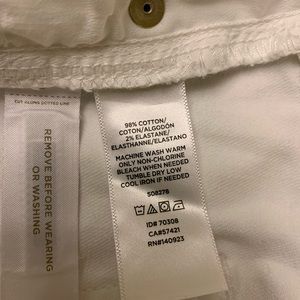 CUT ALONG DOTTED LINE
REMOVE BEFORE WEARING
OR WASHING
98% COTTON/
COTTON/ALGODÓN
2% ELASTANE/
ELASTHANNE/ELASTANO
MACHINE WASH WARM
ONLY NON-CHLORINE
BLEACH WHEN NEEDED
TUMBLE DRY LOW
COOL IRON IF NEEDED
508278
ID# 70308
CA#57421
RN#140923